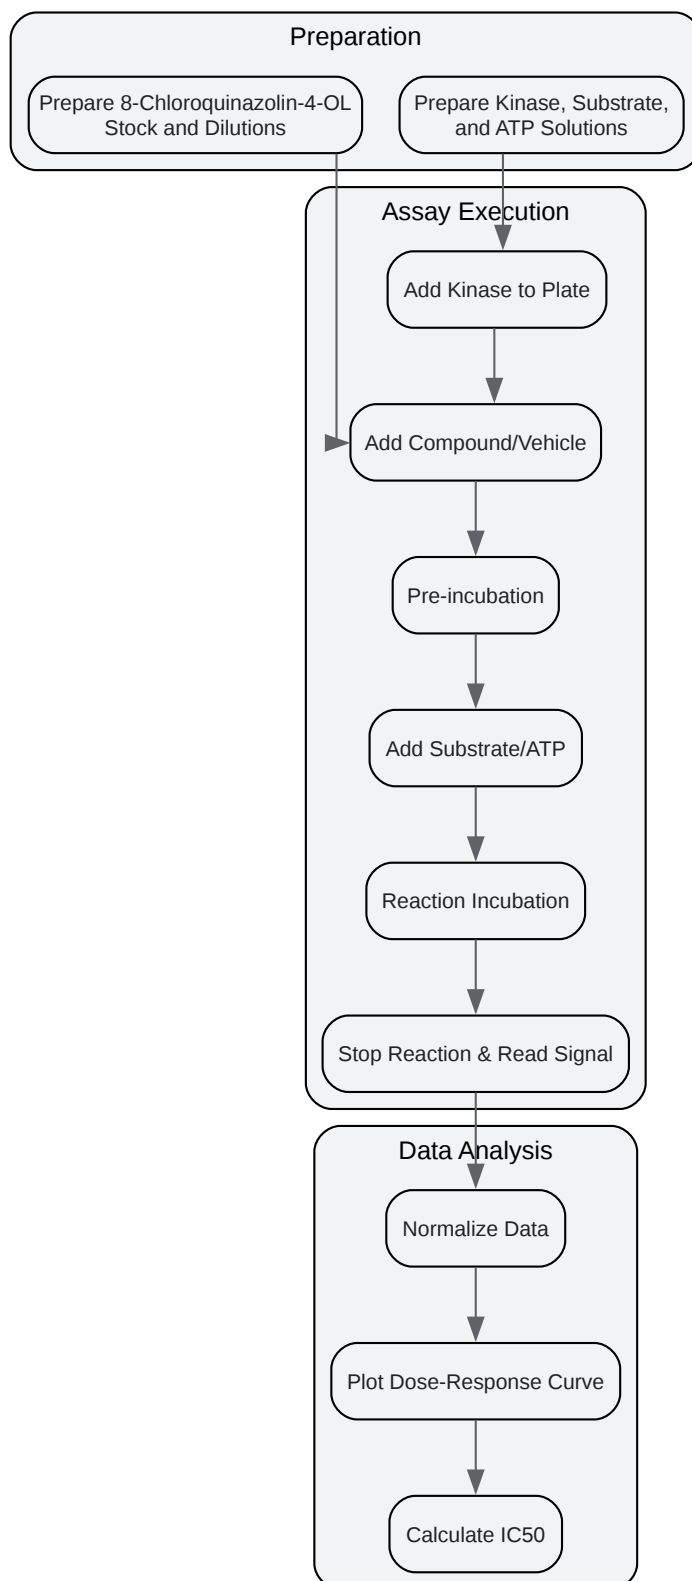 Preparation
Prepare 8-Chloroquinazolin-4-OL
Stock and Dilutions
Prepare Kinase, Substrate,
and ATP Solutions
Assay Execution
Add Kinase to Plate
Add Compound/Vehicle
Pre-incubation
Add Substrate/ATP
Reaction Incubation
Stop Reaction & Read Signal
Data Analysis
Normalize Data
Plot Dose-Response Curve
Calculate IC50